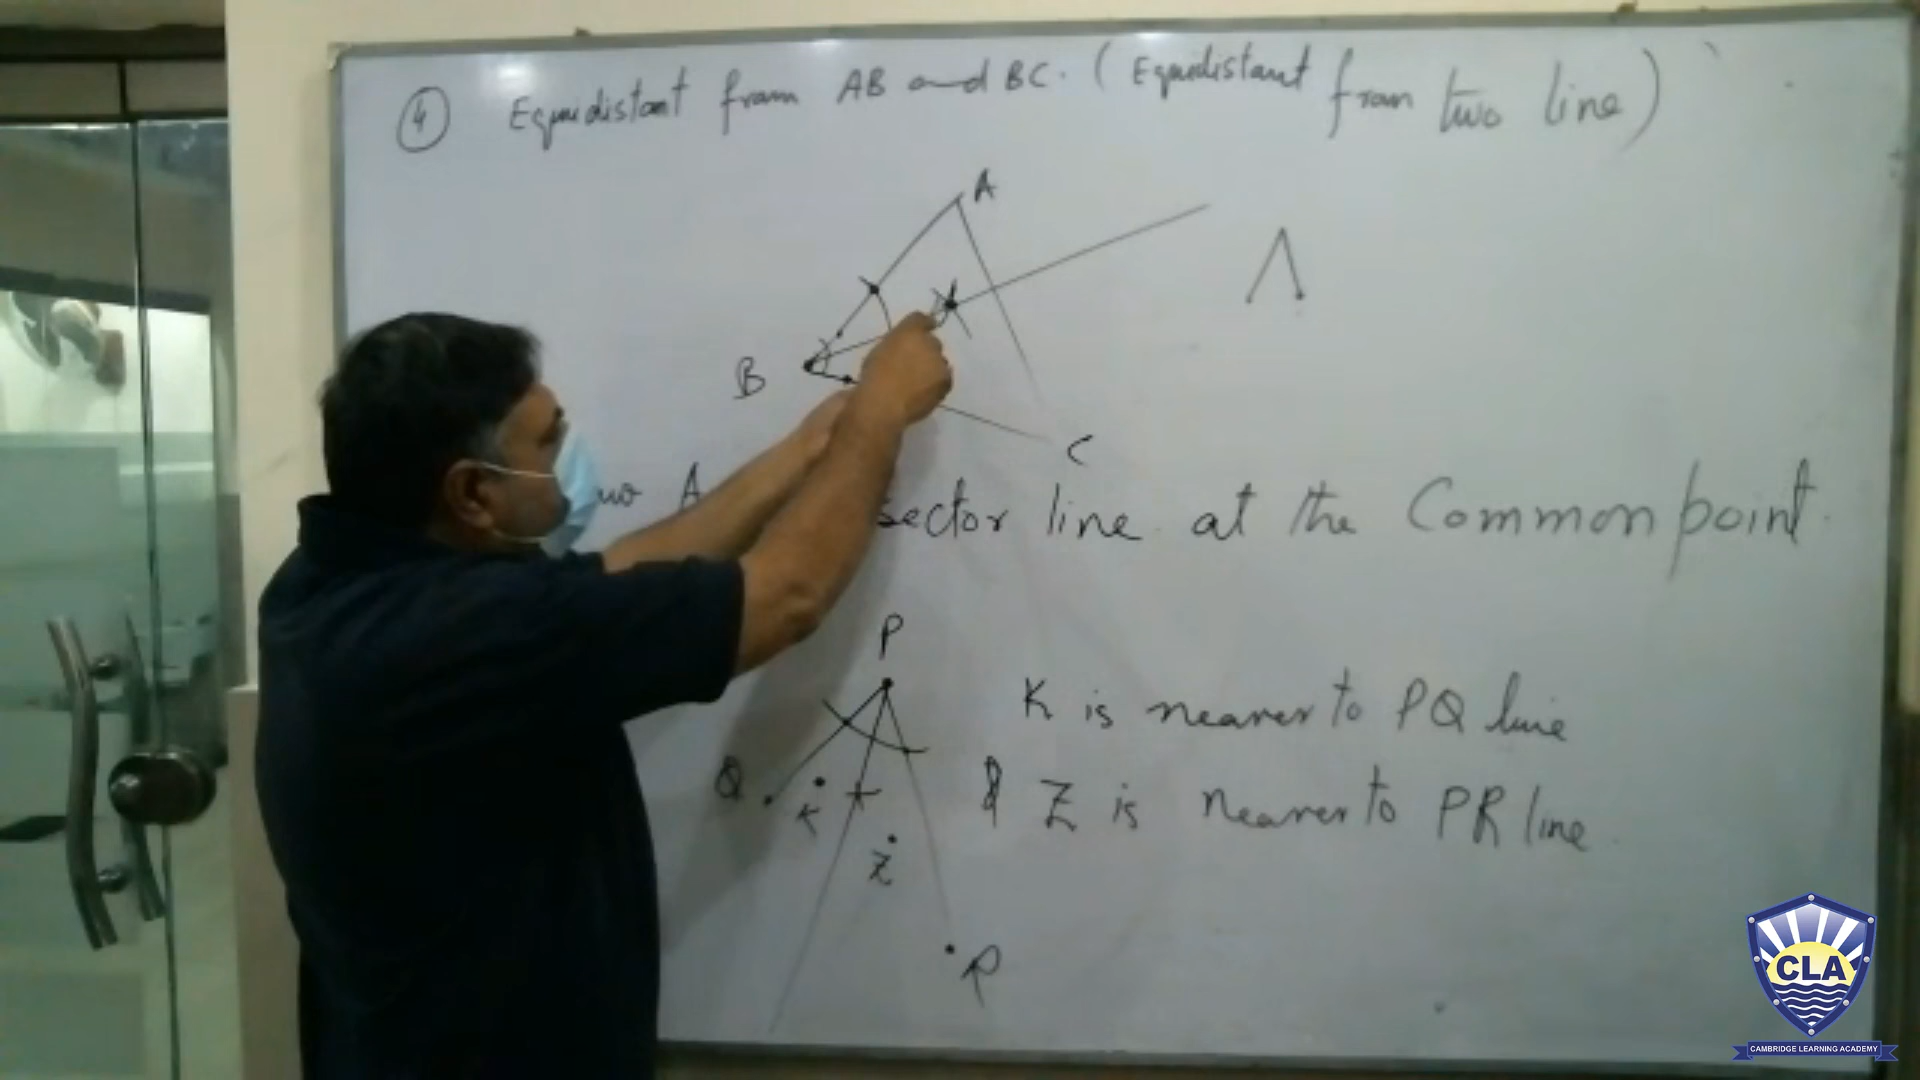 4 Equidistant from AB and BC. (Equidistant from two line)
A
B
C
sector line at the Common point.
P
K is nearer to PQ line
Q
K
& Z is nearer to PR line
Z
R
CLA
CAMBRIDGE LEARNING ACADEMY